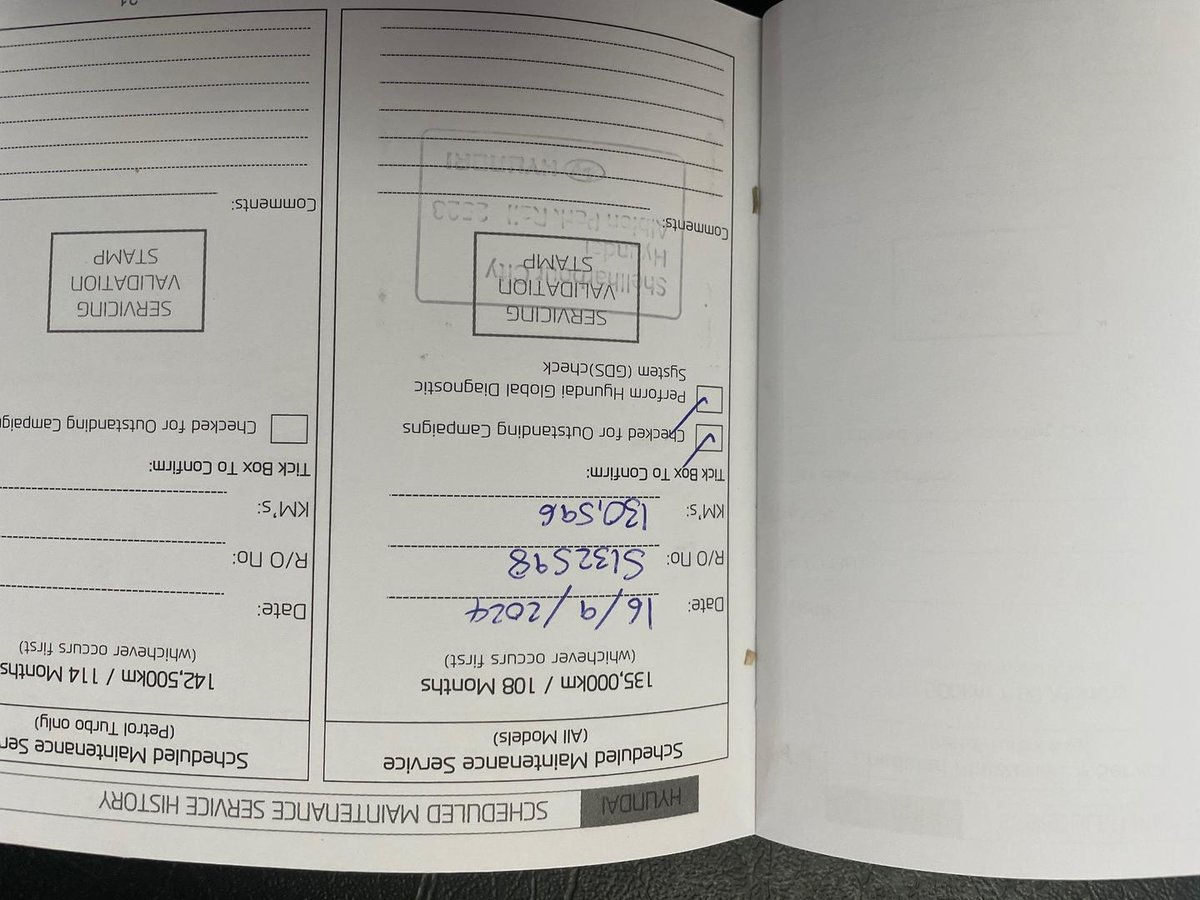 HYUNDAI SCHEDULED MAINTENANCE SERVICE HISTORY
Scheduled Maintenance Service
(All Models)
135,000km / 108 Months
(whichever occurs first)
Date: 16/9/2024
R/O no: S132598
KM's: 130,596
Tick Box To Confirm:
Checked for Outstanding Campaigns
Perform Hyundai Global Diagnostic
System (GDS)check
SERVICING
VALIDATION
STAMP
Shellharbour City
Hyundai
Albion Park Rail 2523
HYUNDAI
Comments:
Scheduled Maintenance Ser
(Petrol Turbo only)
142,500km / 114 Months
(whichever occurs first)
Date:
R/O no:
KM's:
Tick Box To Confirm:
Checked for Outstanding Campaign
SERVICING
VALIDATION
STAMP
Comments: